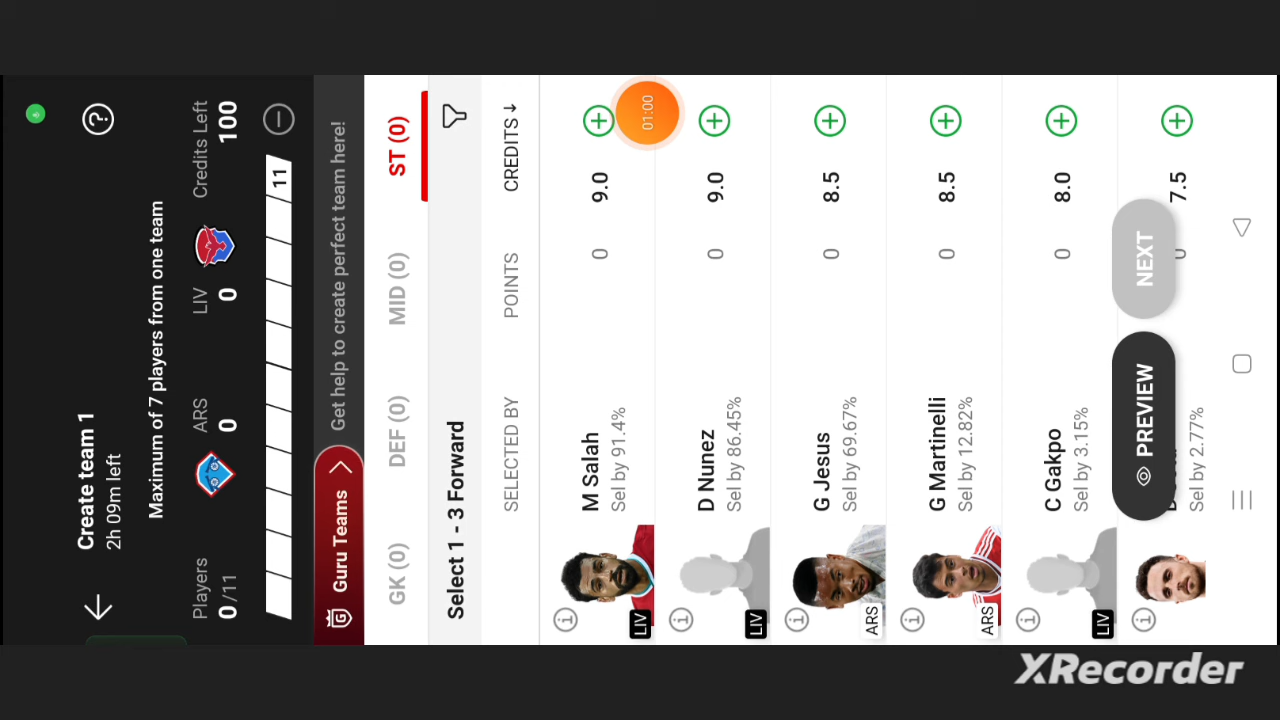 Create team 1
2h 09m left
Maximum of 7 players from one team
Players
0/11
ARS
0
LIV
0
Credits Left
100
11
Guru Teams
Get help to create perfect team here!
GK (0)
DEF (0)
MID (0)
ST (0)
Select 1 - 3 Forward
SELECTED BY
POINTS
CREDITS
M Salah
Sel by 91.4%
LIV
0
9.0
01:00
D Nunez
Sel by 86.45%
LIV
0
9.0
G Jesus
Sel by 69.67%
ARS
0
8.5
G Martinelli
Sel by 12.82%
ARS
0
8.5
C Gakpo
Sel by 3.15%
LIV
0
8.0
PREVIEW
NEXT
Sel by 2.77%
0
7.5
XRecorder